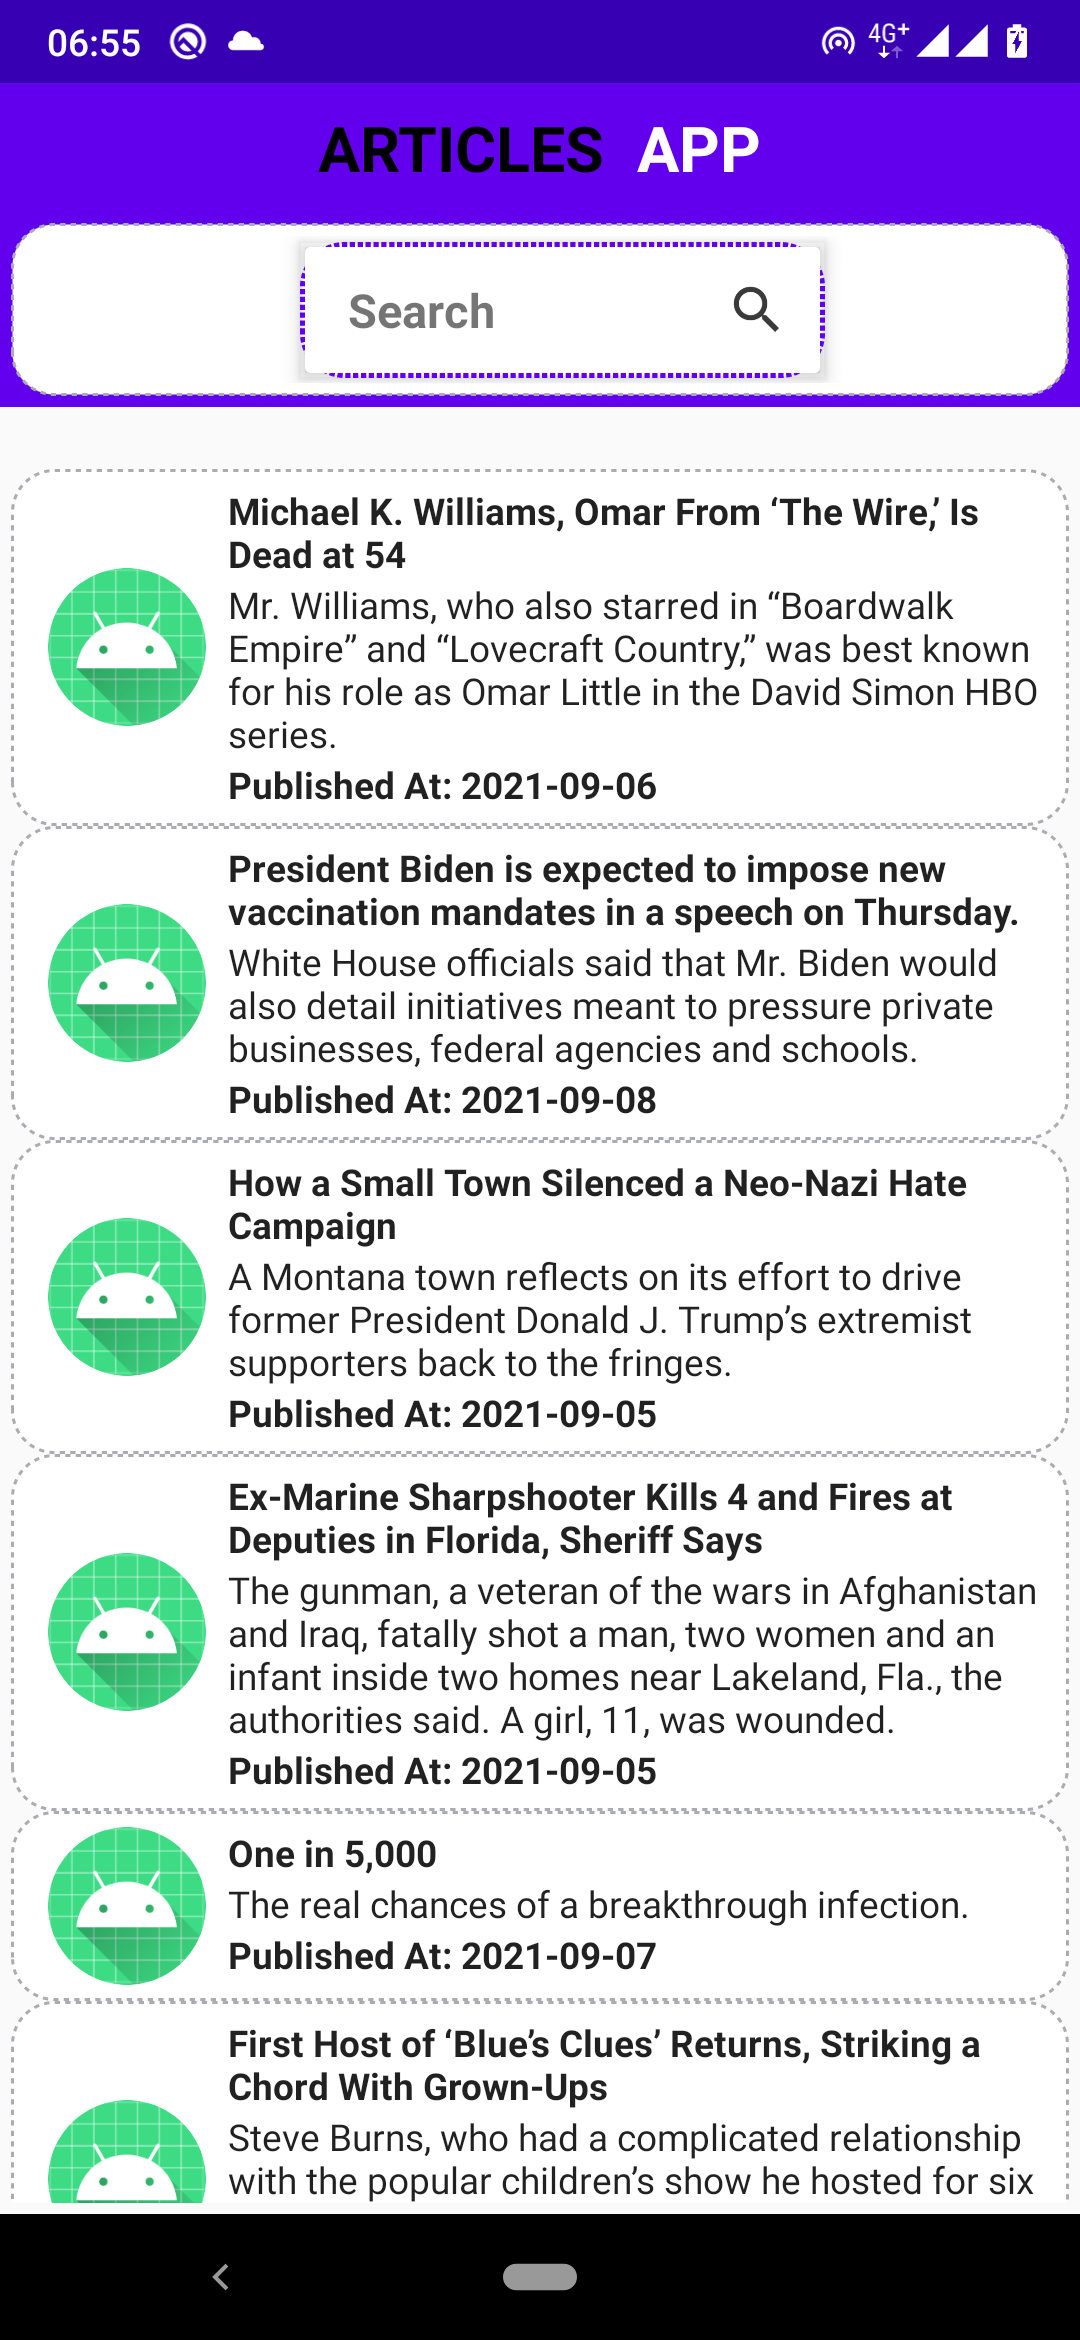 06:55
4G+
ARTICLES APP
Search
Michael K. Williams, Omar From ‘The Wire,’ Is
Dead at 54
Mr. Williams, who also starred in “Boardwalk
Empire” and “Lovecraft Country,” was best known
for his role as Omar Little in the David Simon HBO
series.
Published At: 2021-09-06
President Biden is expected to impose new
vaccination mandates in a speech on Thursday.
White House officials said that Mr. Biden would
also detail initiatives meant to pressure private
businesses, federal agencies and schools.
Published At: 2021-09-08
How a Small Town Silenced a Neo-Nazi Hate
Campaign
A Montana town reflects on its effort to drive
former President Donald J. Trump’s extremist
supporters back to the fringes.
Published At: 2021-09-05
Ex-Marine Sharpshooter Kills 4 and Fires at
Deputies in Florida, Sheriff Says
The gunman, a veteran of the wars in Afghanistan
and Iraq, fatally shot a man, two women and an
infant inside two homes near Lakeland, Fla., the
authorities said. A girl, 11, was wounded.
Published At: 2021-09-05
One in 5,000
The real chances of a breakthrough infection.
Published At: 2021-09-07
First Host of ‘Blue’s Clues’ Returns, Striking a
Chord With Grown-Ups
Steve Burns, who had a complicated relationship
with the popular children’s show he hosted for six